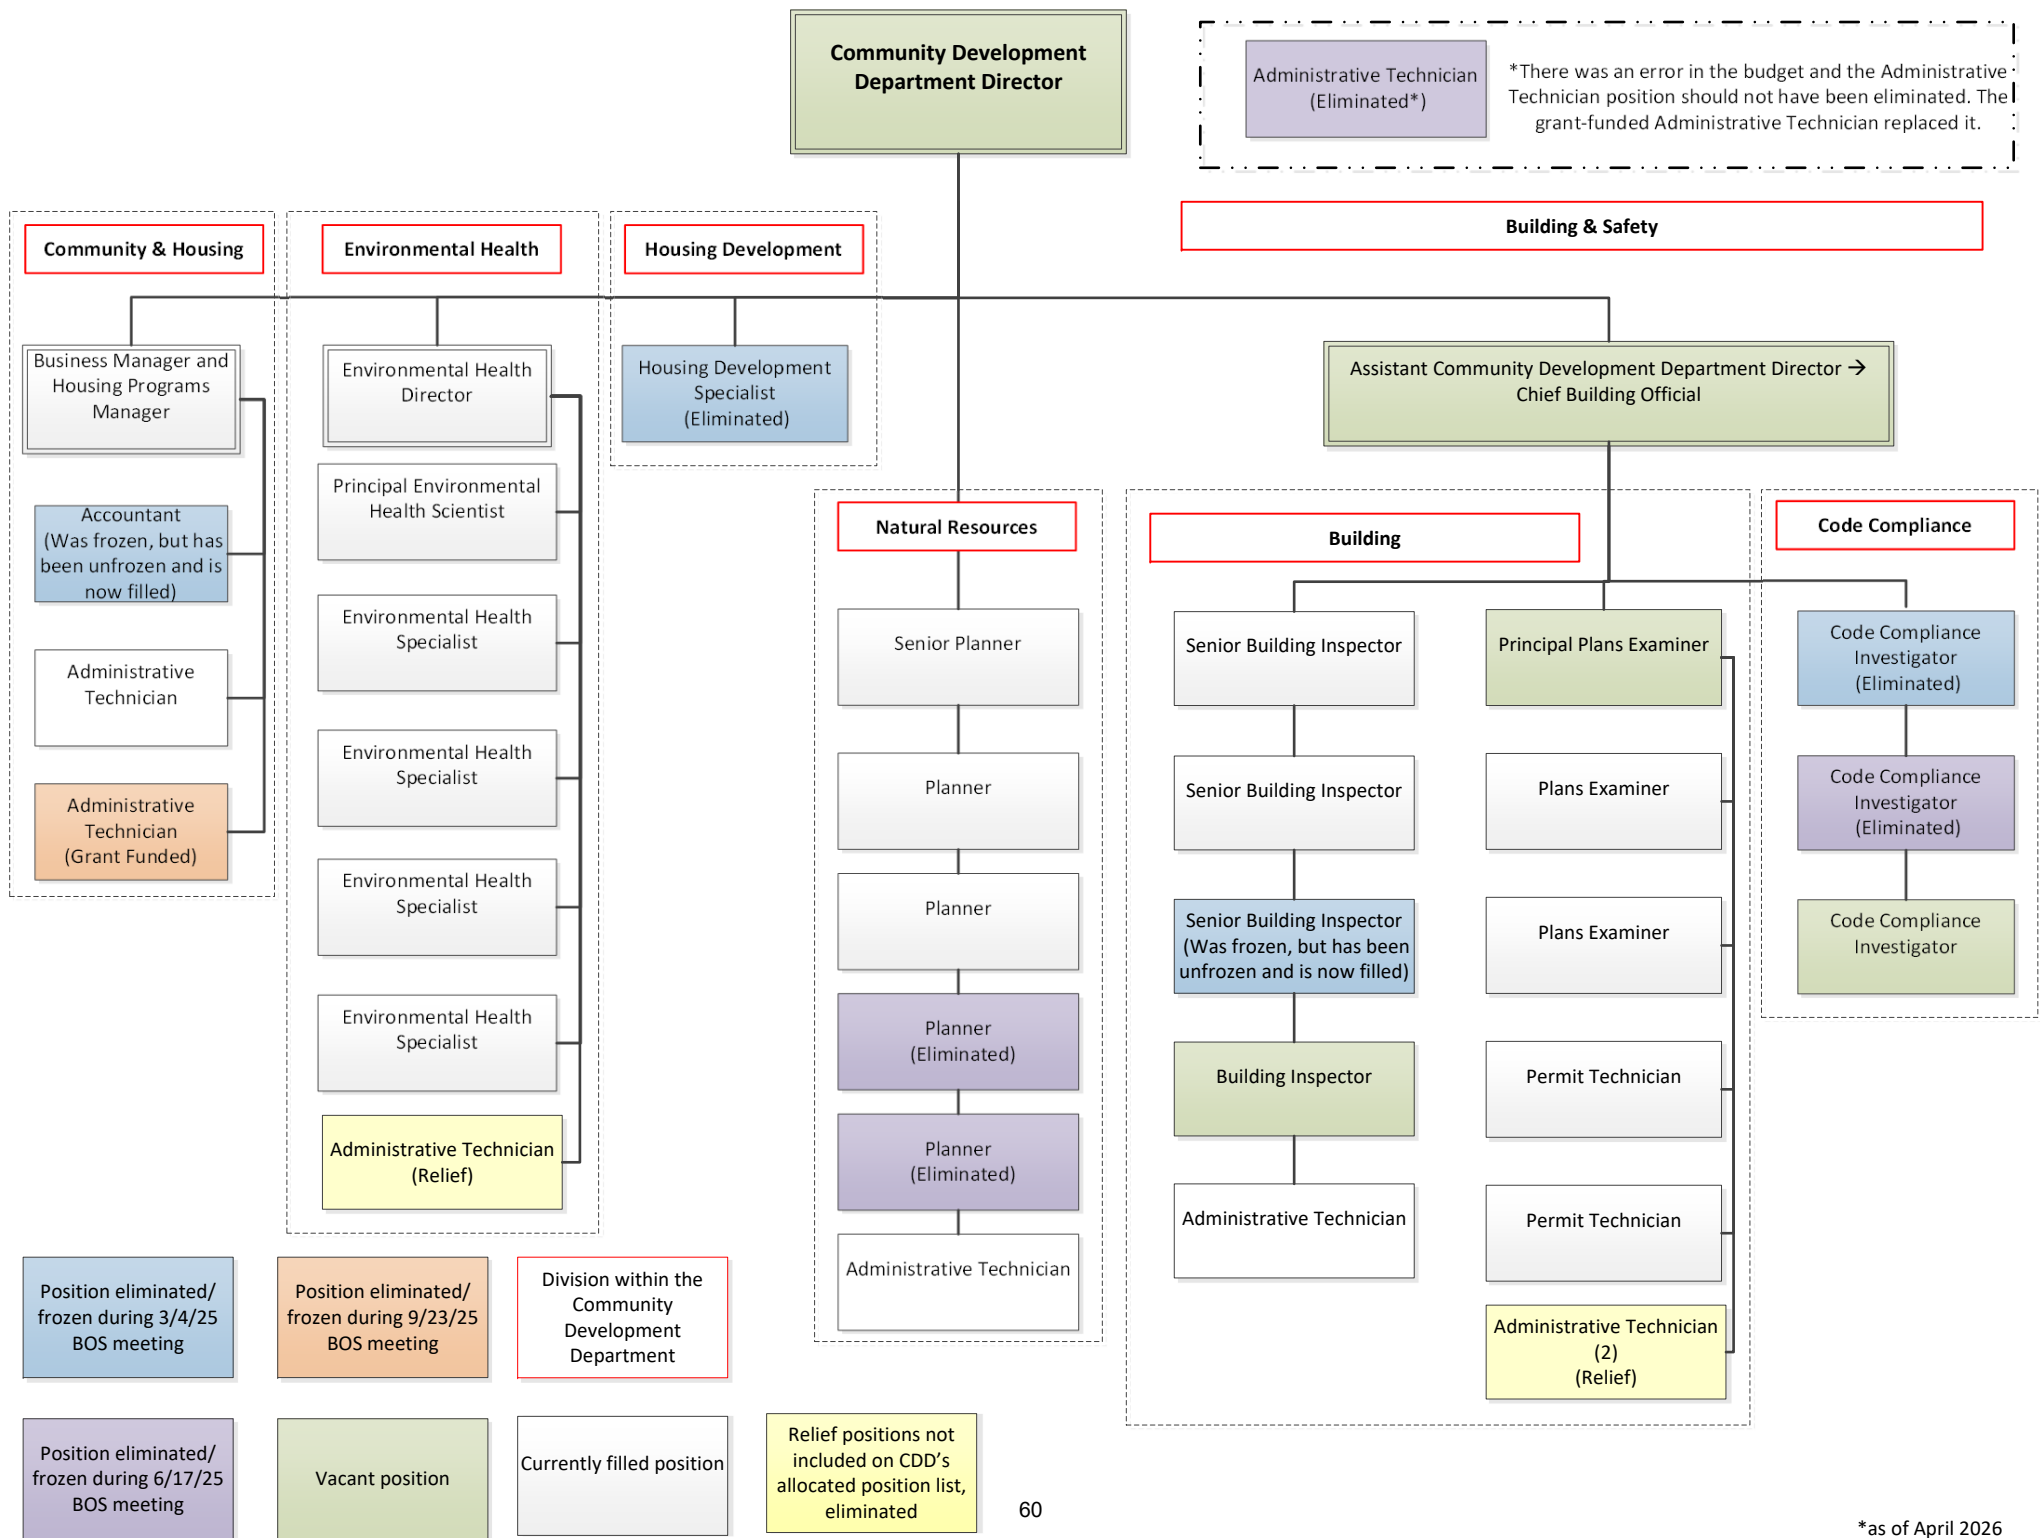 Community Development
Department Director
Administrative Technician
(Eliminated*)
*There was an error in the budget and the Administrative
Technician position should not have been eliminated. The
grant-funded Administrative Technician replaced it.
Community & Housing
Environmental Health
Housing Development
Building & Safety
Business Manager and
Housing Programs
Manager
Accountant
(Was frozen, but has
been unfrozen and is
now filled)
Administrative
Technician
Administrative
Technician
(Grant Funded)
Environmental Health
Director
Principal Environmental
Health Scientist
Environmental Health
Specialist
Environmental Health
Specialist
Environmental Health
Specialist
Environmental Health
Specialist
Administrative Technician
(Relief)
Housing Development
Specialist
(Eliminated)
Natural Resources
Senior Planner
Planner
Planner
Planner
(Eliminated)
Planner
(Eliminated)
Administrative Technician
Assistant Community Development Department Director →
Chief Building Official
Building
Senior Building Inspector
Senior Building Inspector
Senior Building Inspector
(Was frozen, but has been
unfrozen and is now filled)
Building Inspector
Administrative Technician
Principal Plans Examiner
Plans Examiner
Plans Examiner
Permit Technician
Permit Technician
Administrative Technician
(2)
(Relief)
Code Compliance
Code Compliance
Investigator
(Eliminated)
Code Compliance
Investigator
(Eliminated)
Code Compliance
Investigator
Position eliminated/
frozen during 3/4/25
BOS meeting
Position eliminated/
frozen during 9/23/25
BOS meeting
Division within the
Community
Development
Department
Position eliminated/
frozen during 6/17/25
BOS meeting
Vacant position
Currently filled position
Relief positions not
included on CDD’s
allocated position list,
eliminated
60
*as of April 2026